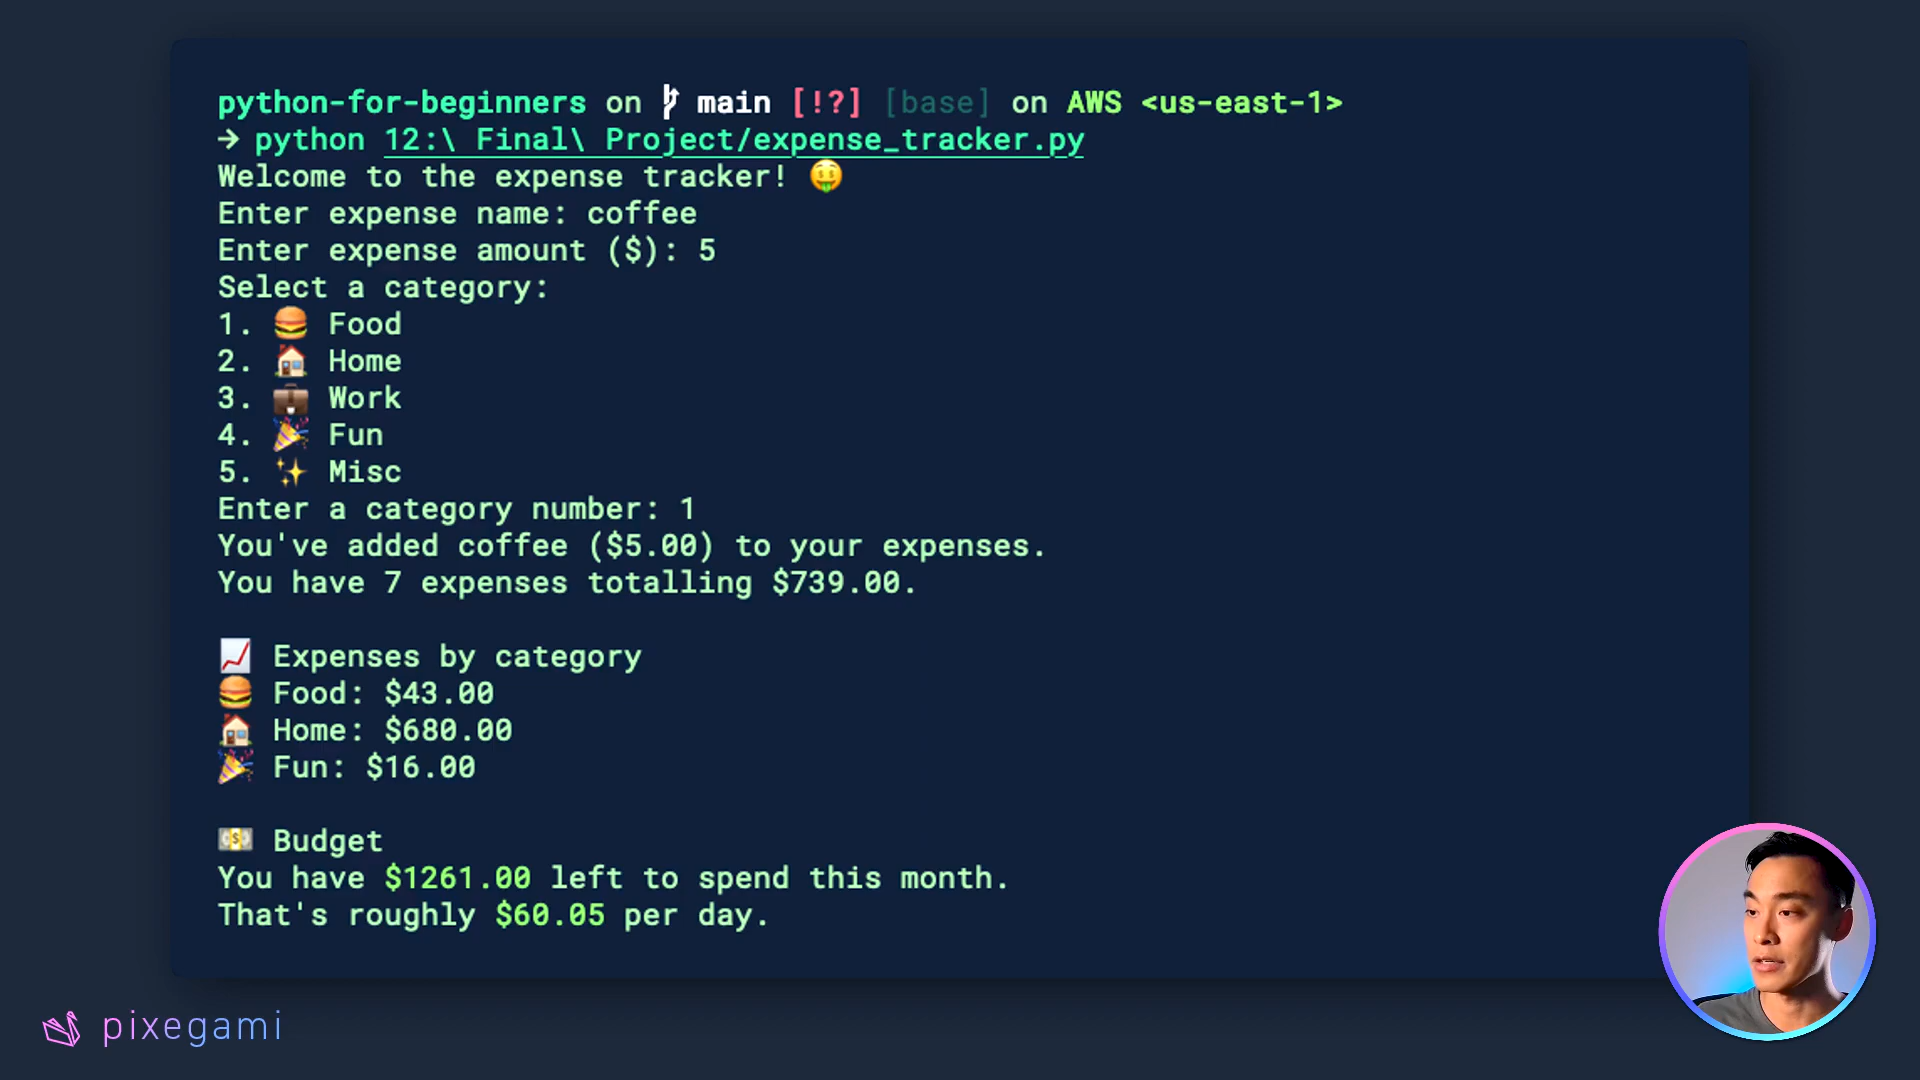 python-for-beginners on main [!?] [base] on AWS <us-east-1>
→ python 12:\ Final\ Project/expense_tracker.py
Welcome to the expense tracker! 🤑
Enter expense name: coffee
Enter expense amount ($): 5
Select a category:
1. 🍔 Food
2. 🏠 Home
3. 💼 Work
4. 🎉 Fun
5. ✨ Misc
Enter a category number: 1
You've added coffee ($5.00) to your expenses.
You have 7 expenses totalling $739.00.
📈 Expenses by category
🍔 Food: $43.00
🏠 Home: $680.00
🎉 Fun: $16.00
💵 Budget
You have $1261.00 left to spend this month.
That's roughly $60.05 per day.
pixegami